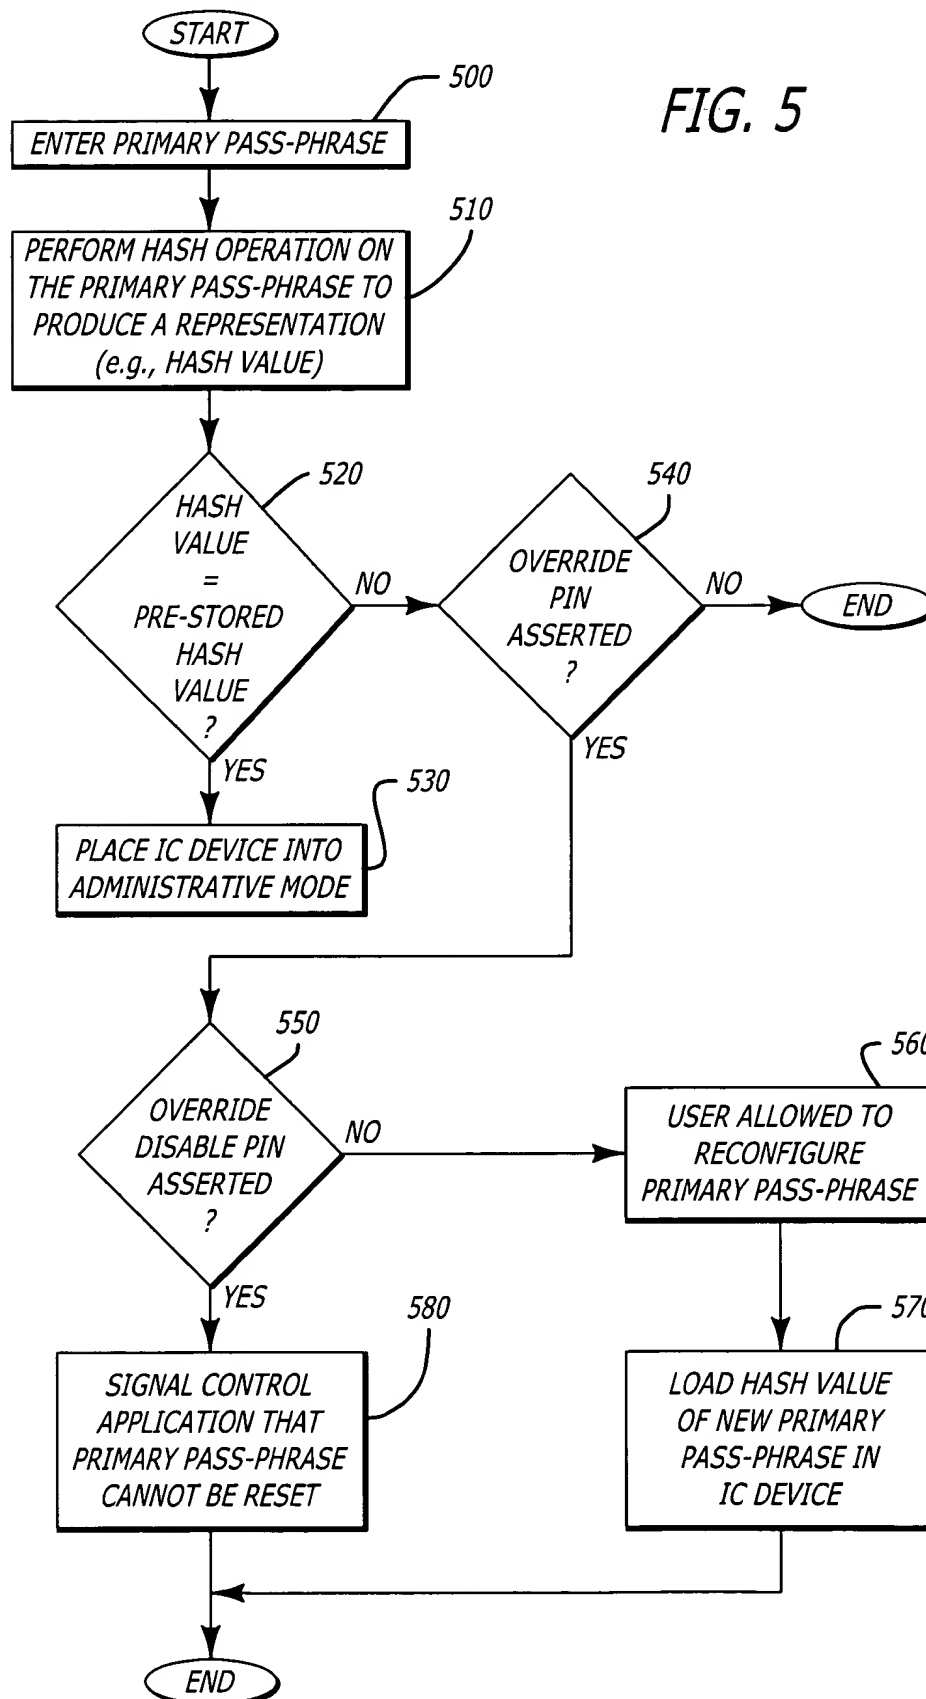 START
FIG. 5
500
ENTER PRIMARY PASS-PHRASE
510
PERFORM HASH OPERATION ON
THE PRIMARY PASS-PHRASE TO
PRODUCE A REPRESENTATION
(e.g., HASH VALUE)
520
HASH
VALUE
=
PRE-STORED
HASH
VALUE
?
NO
YES
540
OVERRIDE
PIN
ASSERTED
?
NO
END
YES
530
PLACE IC DEVICE INTO
ADMINISTRATIVE MODE
550
OVERRIDE
DISABLE PIN
ASSERTED
?
NO
YES
560
USER ALLOWED TO
RECONFIGURE
PRIMARY PASS-PHRASE
570
LOAD HASH VALUE
OF NEW PRIMARY
PASS-PHRASE IN
IC DEVICE
580
SIGNAL CONTROL
APPLICATION THAT
PRIMARY PASS-PHRASE
CANNOT BE RESET
END